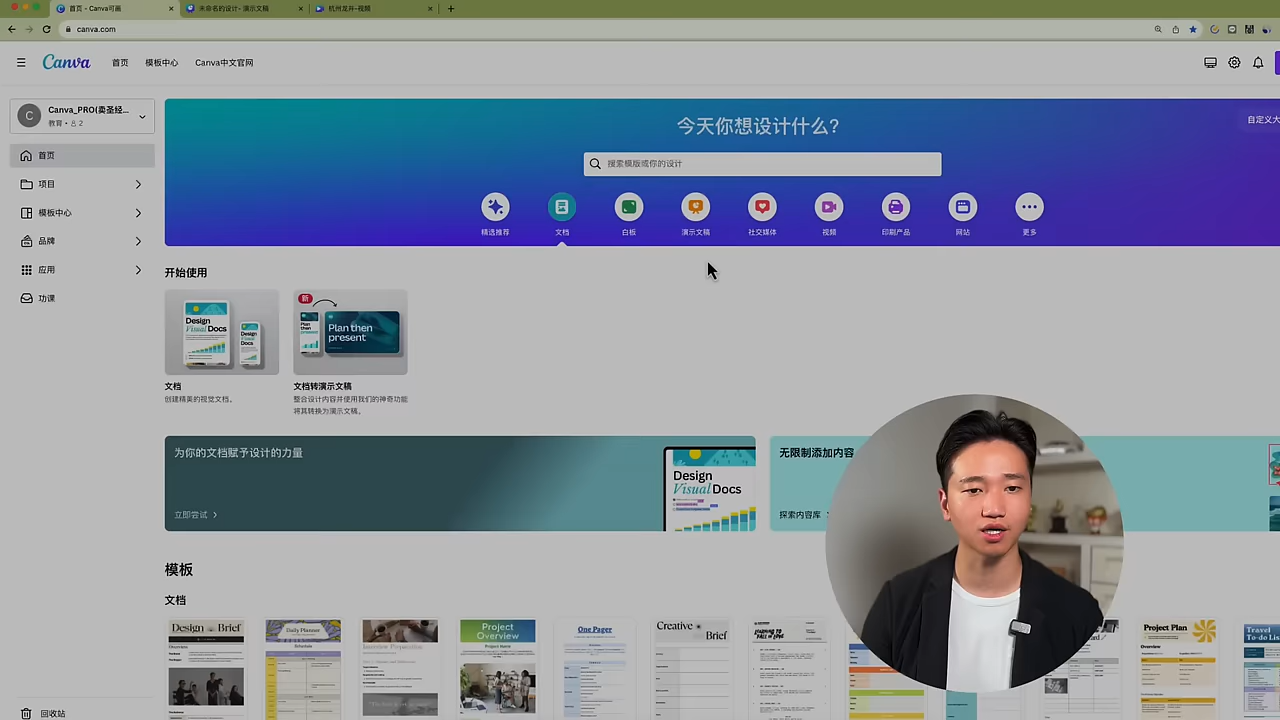 首页 - Canva可画
未命名的设计- 演示文稿
杭州龙井-视频
canva.com
Canva
首页
模板中心
Canva中文官网
C
Canva_PRO(卖圣经...
教育 • 2
首页
项目
模板中心
品牌
应用
功课
回收站
今天你想设计什么?
自定义大
搜索模版或你的设计
精选推荐
文档
白板
演示文稿
社交媒体
视频
印刷产品
网站
更多
开始使用
Design
Visual Docs
新
Plan then
present
文档
创建精美的视觉文档。
文档转演示文稿
整合设计内容并使用我们的神奇功能
将其转换为演示文稿。
为你的文档赋予设计的力量
立即尝试
Design
Visual Docs
无限制添加内容
探索内容库
模板
文档
Design Brief
Daily Planner
Schedule
Interview Preparation
Project
Overview
One Pager
Creative
Brief
Project Plan
Overview
Travel
To-do Lis